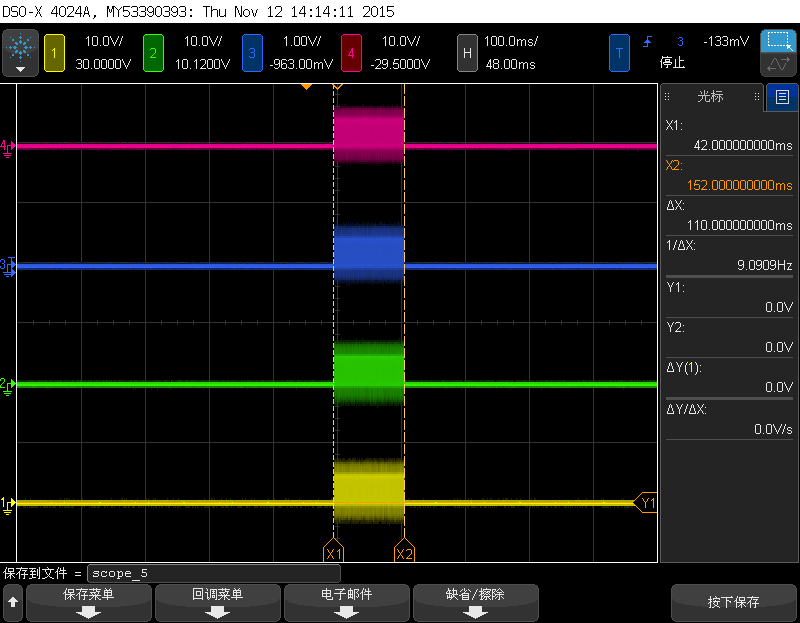 DSO-X 4024A, MY53390393: Thu Nov 12 14:14:11 2015
1 10.0V/ 2 10.0V/ 3 1.00V/ 4 10.0V/ H 100.0ms/ T 3 -133mV
30.0000V 10.1200V -963.00mV -29.5000V 48.00ms 停止
光标
X1:
42.000000000ms
X2:
152.000000000ms
ΔX:
110.000000000ms
1/ΔX:
9.0909Hz
Y1:
0.0V
Y2:
0.0V
ΔY(1):
0.0V
ΔY/ΔX:
0.0V/s
4
3 T
2
1 Y1
X1 X2
保存到文件 = scope_5
保存菜单 回调菜单 电子邮件 缺省/擦除 按下保存